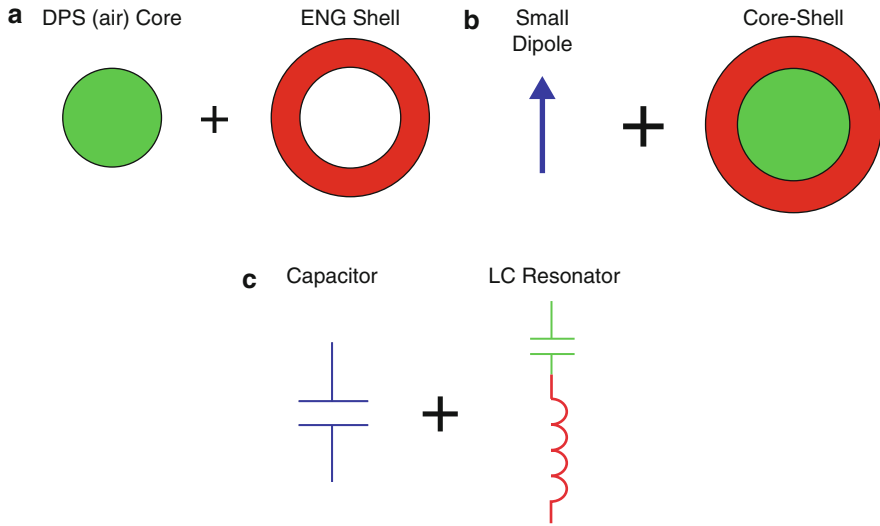 a DPS (air) Core
ENG Shell
b Small
Dipole
Core-Shell
c Capacitor
LC Resonator